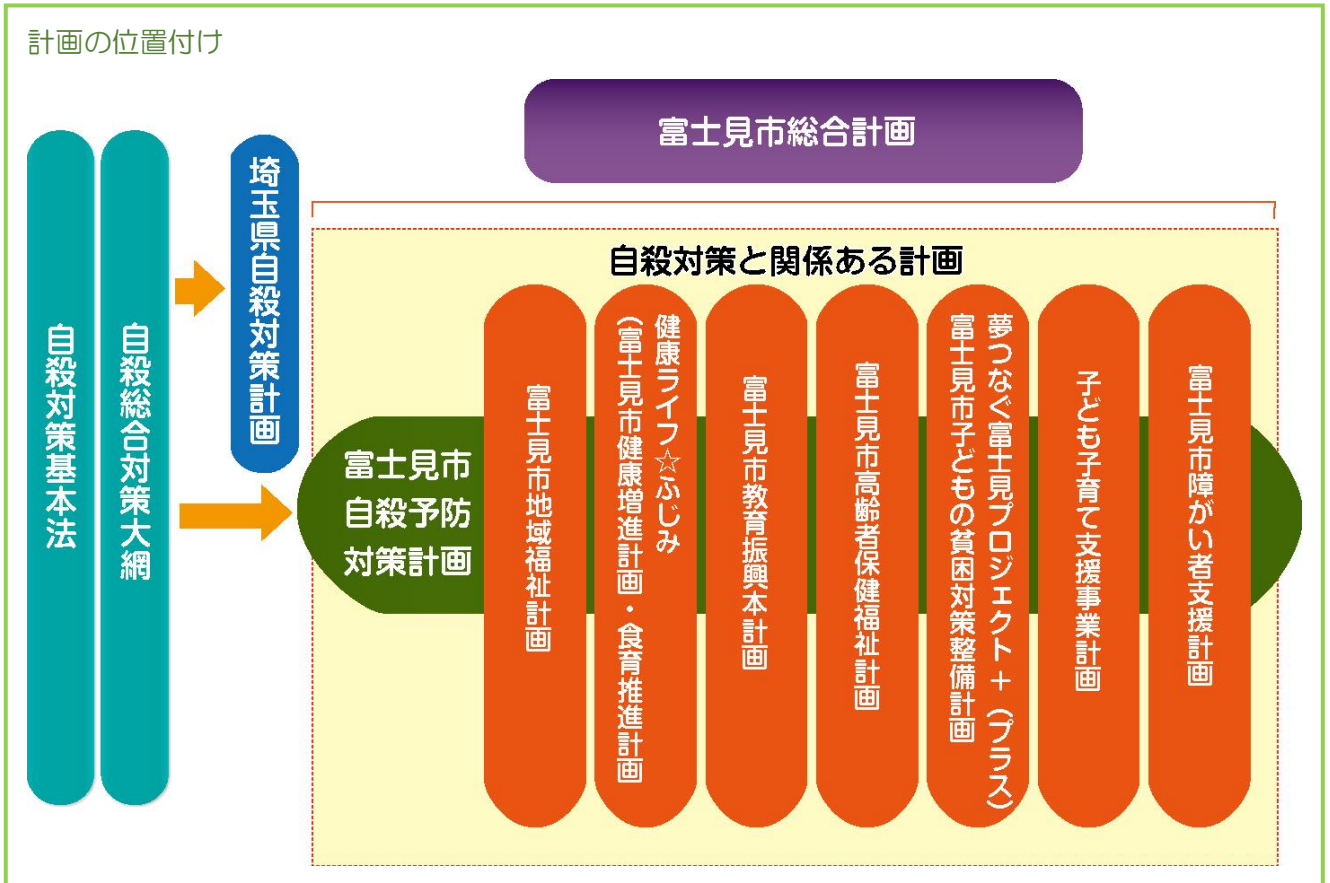 計画の位置付け
富士見市総合計画
自殺対策基本法
自殺総合対策大綱
埼玉県自殺対策計画
自殺対策と関係ある計画
富士見市
自殺予防
対策計画
富士見市地域福祉計画
健康ライフ☆ふじみ
(富士見市健康増進計画・食育推進計画
富士見市教育振興本計画
富士見市高齢者保健福祉計画
夢つなぐ富士見プロジェクト+(プラス)
富士見市子どもの貧困対策整備計画
子ども子育て支援事業計画
富士見市障がい者支援計画